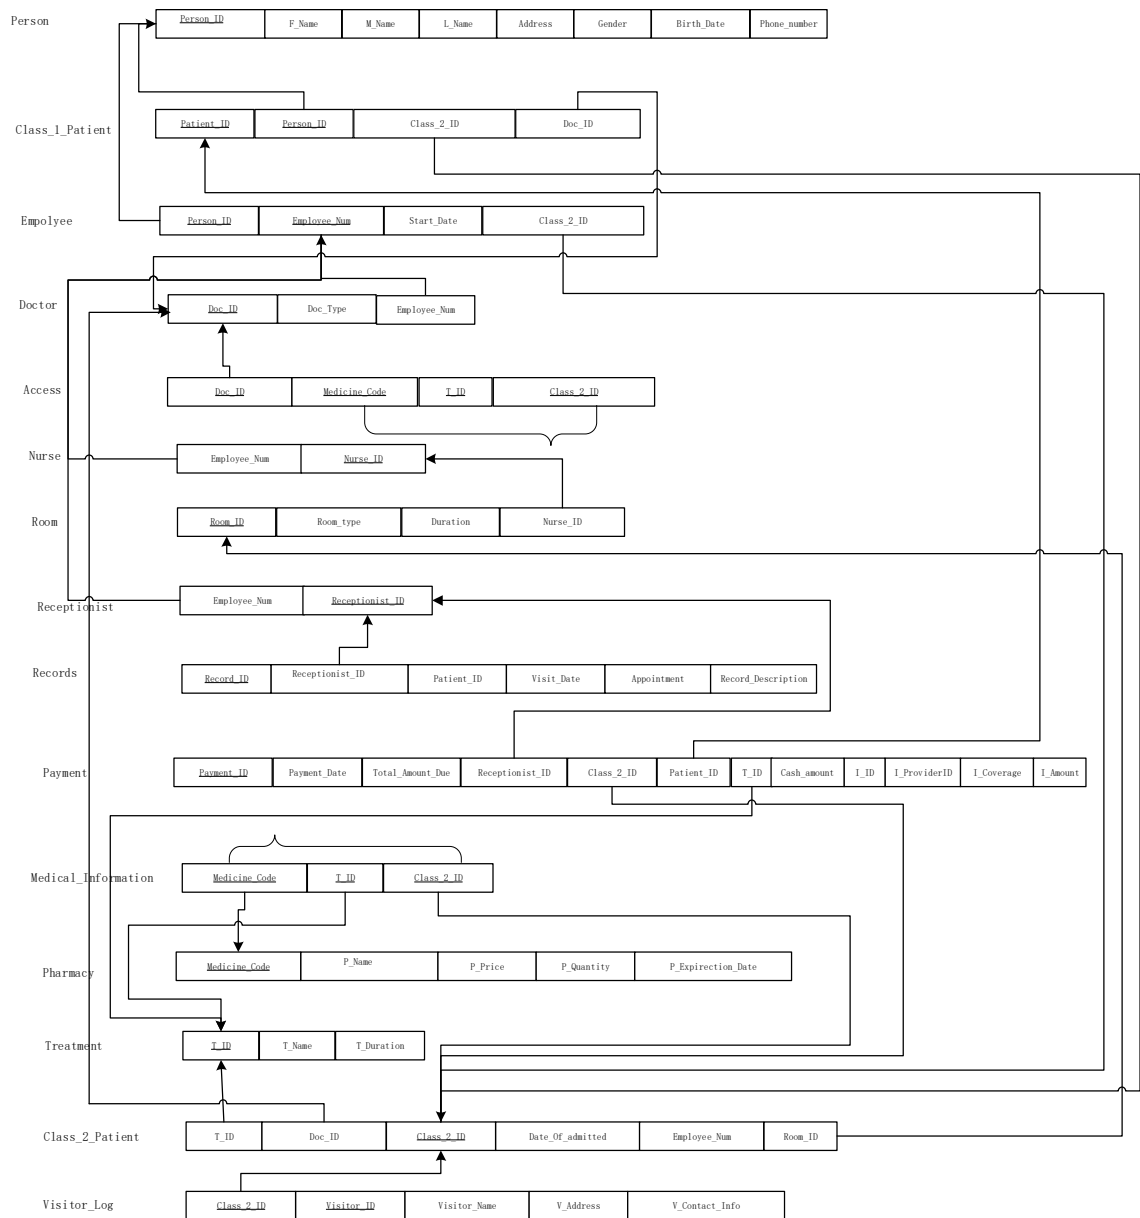 Person Person_ID F_Name M_Name L_Name Address Gender Birth_Date Phone_number
Class_1_Patient Patient_ID Person_ID Class_2_ID Doc_ID
Empolyee Person_ID Employee_Num Start_Date Class_2_ID
Doctor Doc_ID Doc_Type Employee_Num
Access Doc_ID Medicine_Code T_ID Class_2_ID
Nurse Employee_Num Nurse_ID
Room Room_ID Room_type Duration Nurse_ID
Receptionist Employee_Num Receptionist_ID
Records Record_ID Receptionist_ID Patient_ID Visit_Date Appointment Record_Description
Payment Payment_ID Payment_Date Total_Amount_Due Receptionist_ID Class_2_ID Patient_ID T_ID Cash_amount I_ID I_ProviderID I_Coverage I_Amount
Medical_Information Medicine_Code T_ID Class_2_ID
Pharmacy Medicine_Code P_Name P_Price P_Quantity P_Expirection_Date
Treatment T_ID T_Name T_Duration
Class_2_Patient T_ID Doc_ID Class_2_ID Date_Of_admitted Employee_Num Room_ID
Visitor_Log Class_2_ID Visitor_ID Visitor_Name V_Address V_Contact_Info